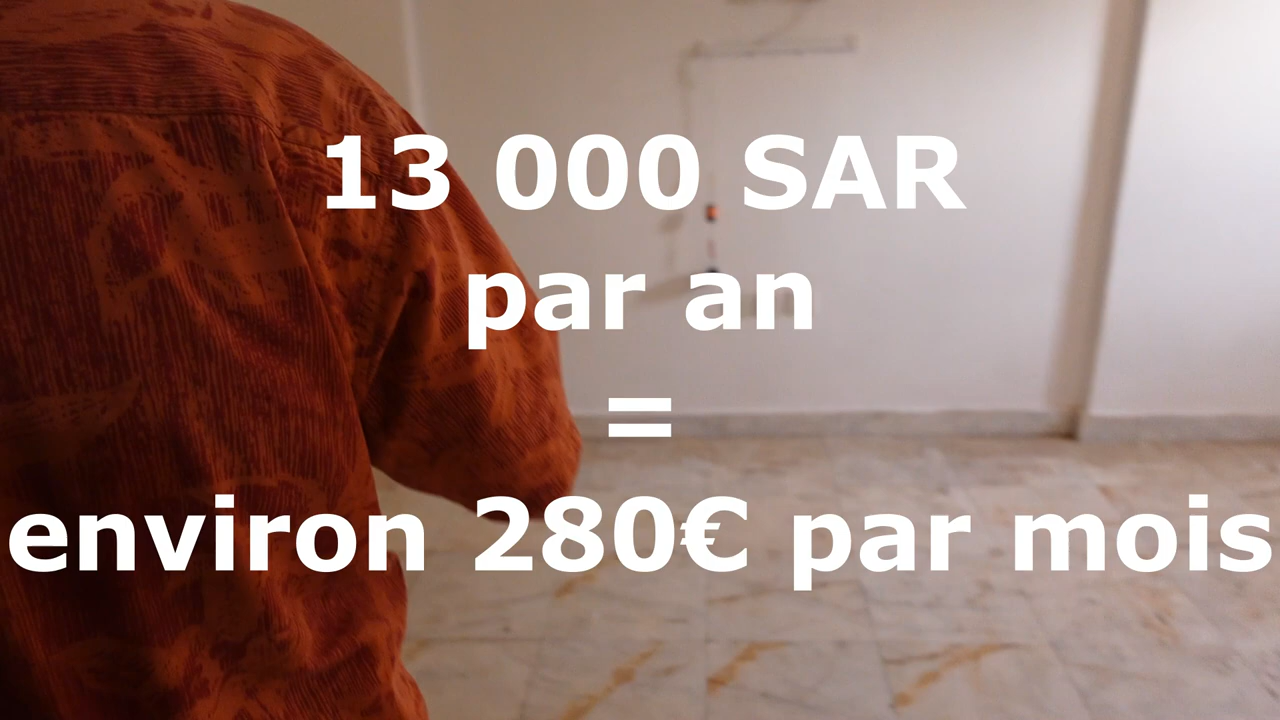 13 000 SAR
par an
=
environ 280€ par mois